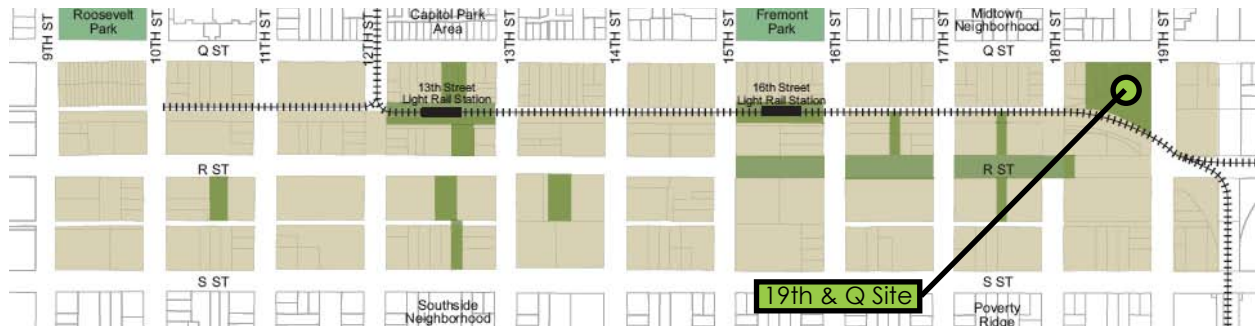 Roosevelt
Park
Capitol Park
Area
Fremont
Park
Midtown
Neighborhood
9TH ST
10TH ST
11TH ST
12TH ST
13TH ST
14TH ST
15TH ST
16TH ST
17TH ST
18TH ST
19TH ST
Q ST
Q ST
13th Street
Light Rail Station
16th Street
Light Rail Station
R ST
R ST
S ST
S ST
19th & Q Site
Southside
Neighborhood
Poverty
Ridge